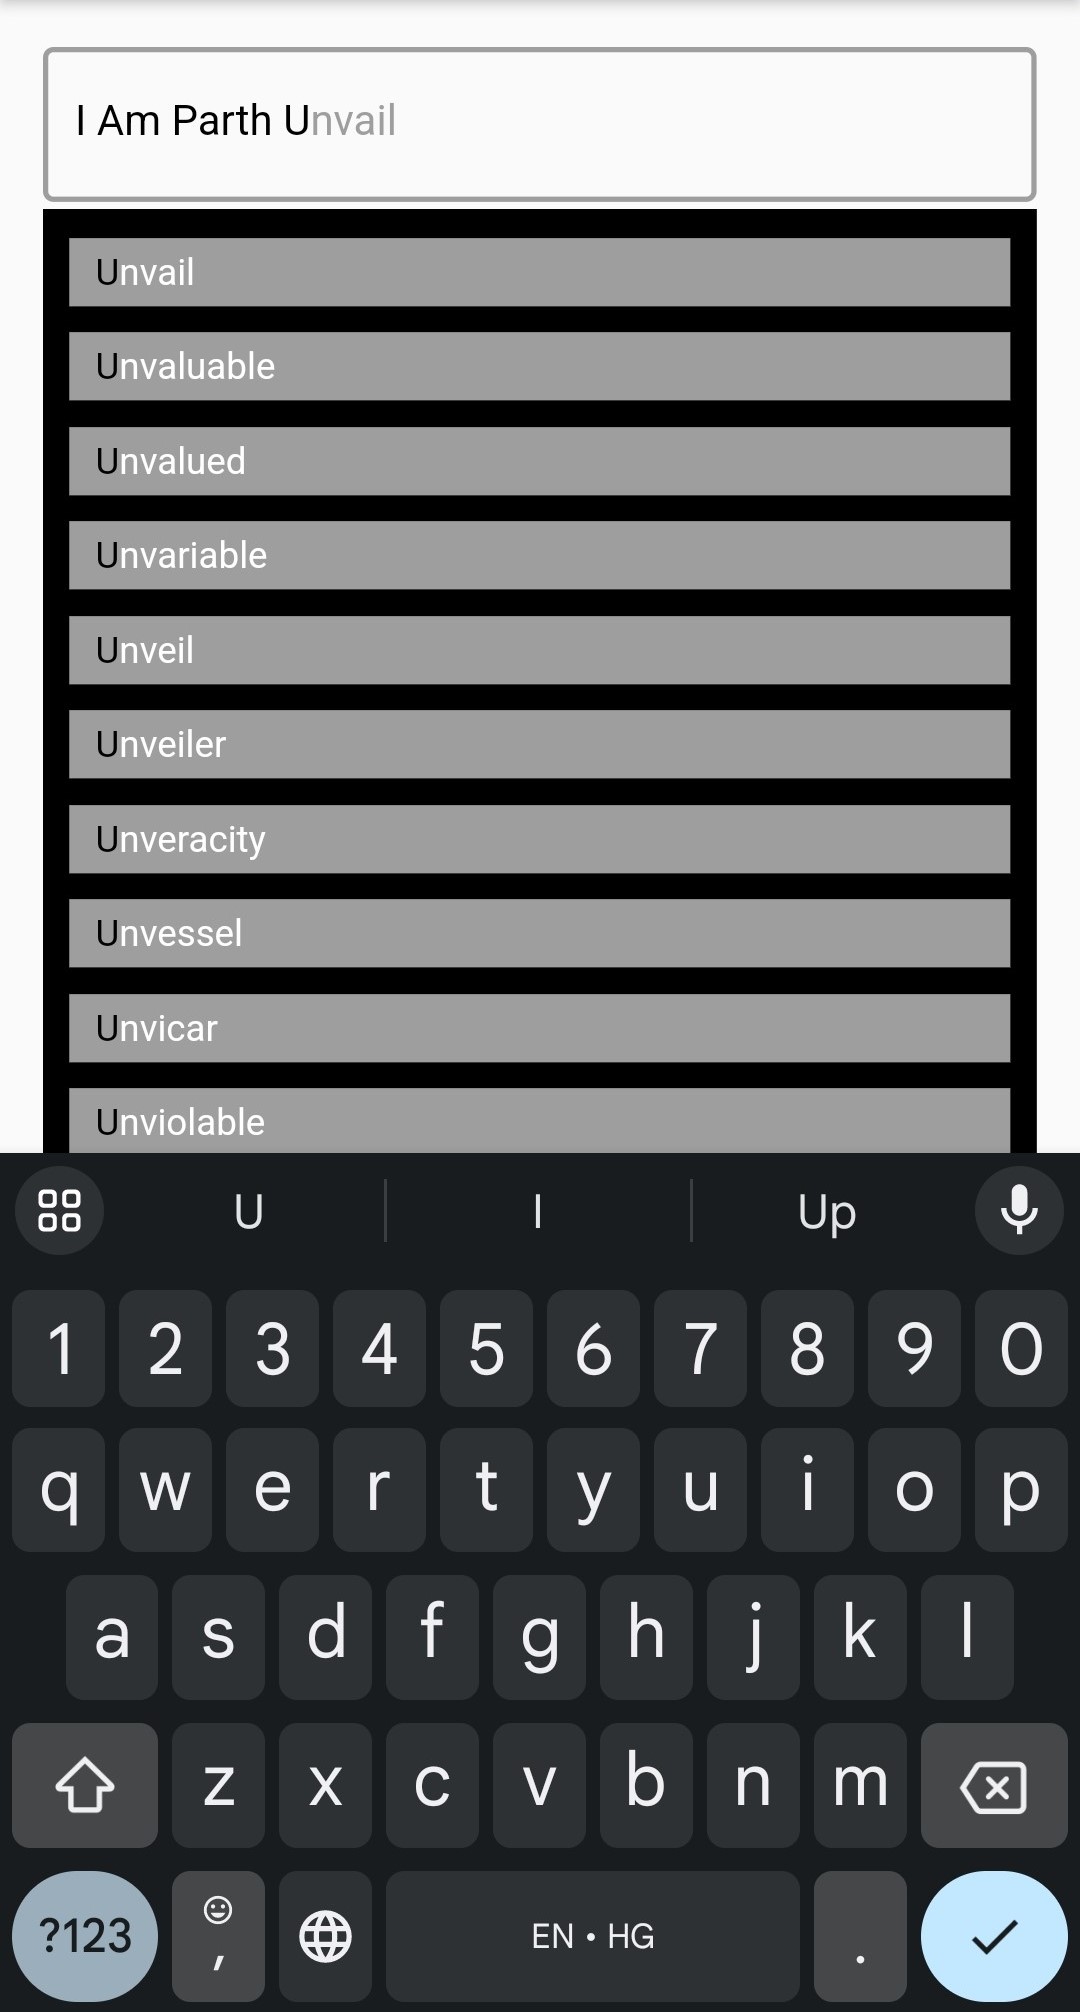 I Am Parth Unvail
Unvail
Unvaluable
Unvalued
Unvariable
Unveil
Unveiler
Unveracity
Unvessel
Unvicar
Unviolable
U I Up
1 2 3 4 5 6 7 8 9 0
q w e r t y u i o p
a s d f g h j k l
z x c v b n m
?123 , EN • HG .